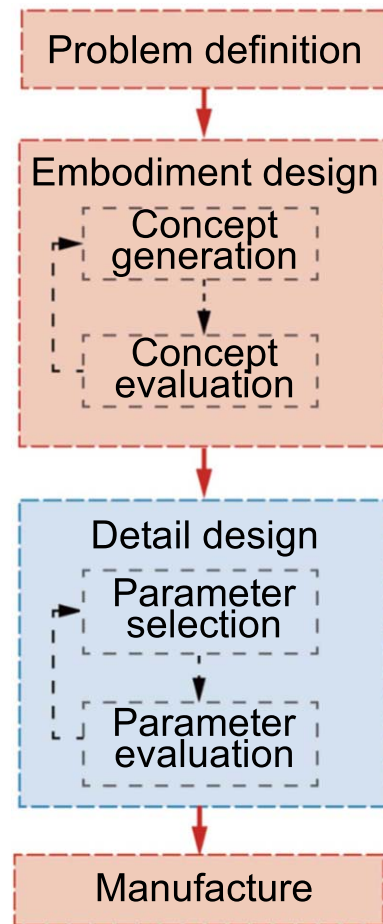 Problem definition
Embodiment design
Concept
generation
Concept
evaluation
Detail design
Parameter
selection
Parameter
evaluation
Manufacture